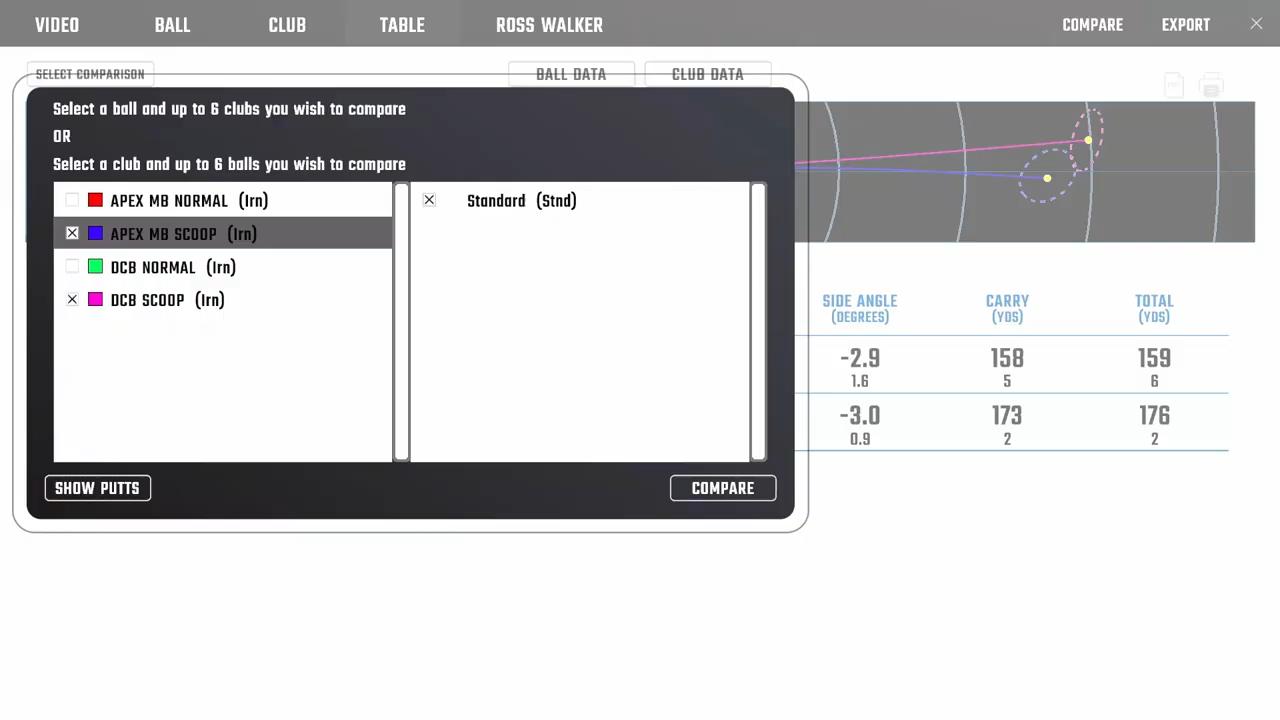 VIDEO BALL CLUB TABLE ROSS WALKER COMPARE EXPORT
SELECT COMPARISON BALL DATA CLUB DATA
Select a ball and up to 6 clubs you wish to compare
OR
Select a club and up to 6 balls you wish to compare
APEX MB NORMAL (Irn)
APEX MB SCOOP (Irn)
DCB NORMAL (Irn)
DCB SCOOP (Irn)
Standard (Stnd)
SHOW PUTTS COMPARE
SIDE ANGLE CARRY TOTAL
(DEGREES) (YDS) (YDS)
-2.9 158 159
1.6 5 6
-3.0 173 176
0.9 2 2